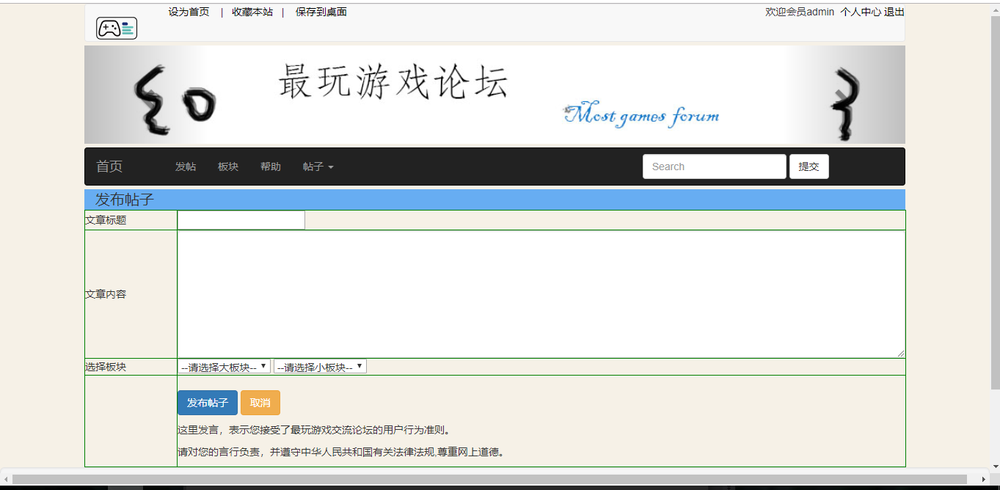 设为首页 | 收藏本站 | 保存到桌面 欢迎会员admin 个人中心 退出
最玩游戏论坛
Most games forum
首页 发帖 板块 帮助 帖子 Search 提交
发布帖子
文章标题
文章内容
选择板块 --请选择大板块-- --请选择小板块--
发布帖子 取消
这里发言，表示您接受了最玩游戏交流论坛的用户行为准则。
请对您的言行负责，并遵守中华人民共和国有关法律法规,尊重网上道德。